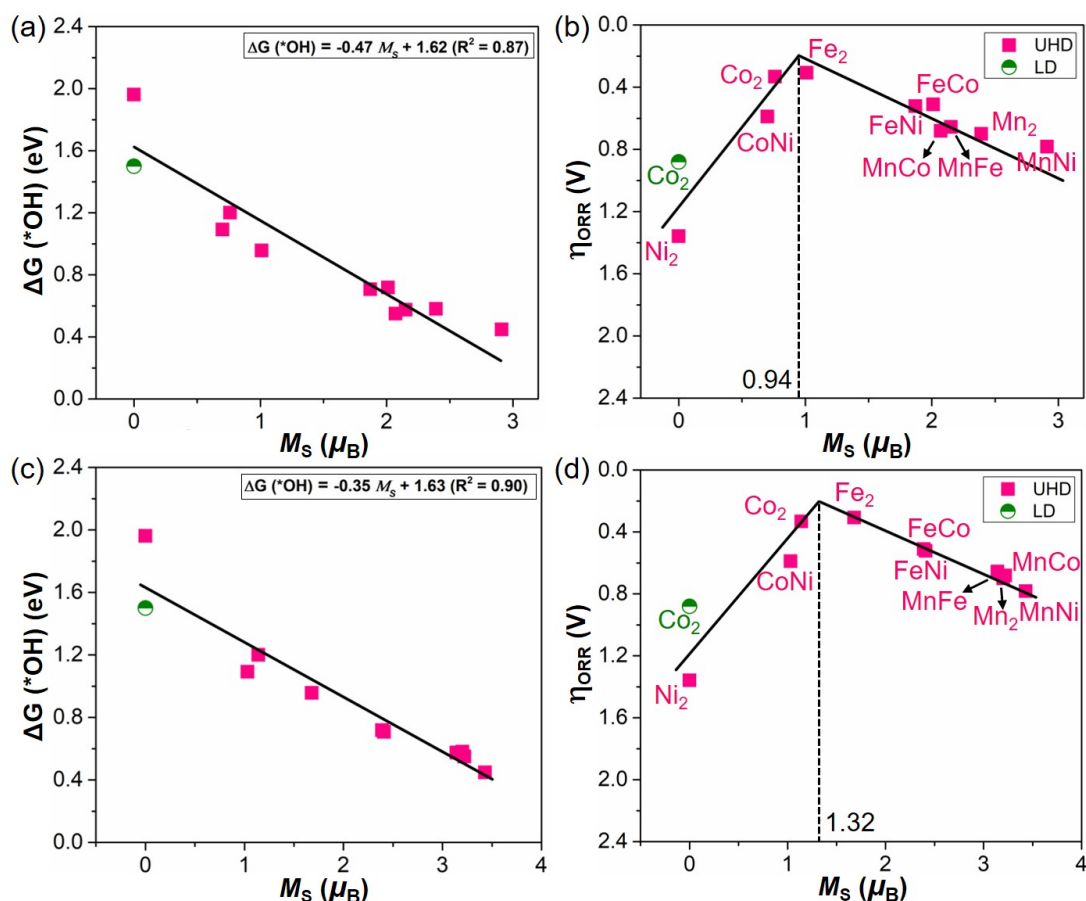 (a)
ΔG (*OH) = -0.47 Mₛ + 1.62 (R² = 0.87)
2.4
2.0
1.6
1.2
0.8
0.4
0.0
ΔG (*OH) (eV)
0 1 2 3
Mₛ (μ_B)
(b)
UHD
LD
0.0
0.4
0.8
1.2
1.6
2.0
2.4
η_ORR (V)
Fe₂
Co₂
CoNi
FeCo
FeNi
Mn₂
MnCo MnFe MnNi
Co₂
Ni₂
0.94
0 1 2 3
Mₛ (μ_B)
(c)
ΔG (*OH) = -0.35 Mₛ + 1.63 (R² = 0.90)
2.4
2.0
1.6
1.2
0.8
0.4
0.0
ΔG (*OH) (eV)
0 1 2 3 4
Mₛ (μ_B)
(d)
UHD
LD
0.0
0.4
0.8
1.2
1.6
2.0
2.4
η_ORR (V)
Co₂ Fe₂
CoNi
FeCo
FeNi MnCo
MnFe
Mn₂ MnNi
Co₂
Ni₂
1.32
0 1 2 3 4
Mₛ (μ_B)